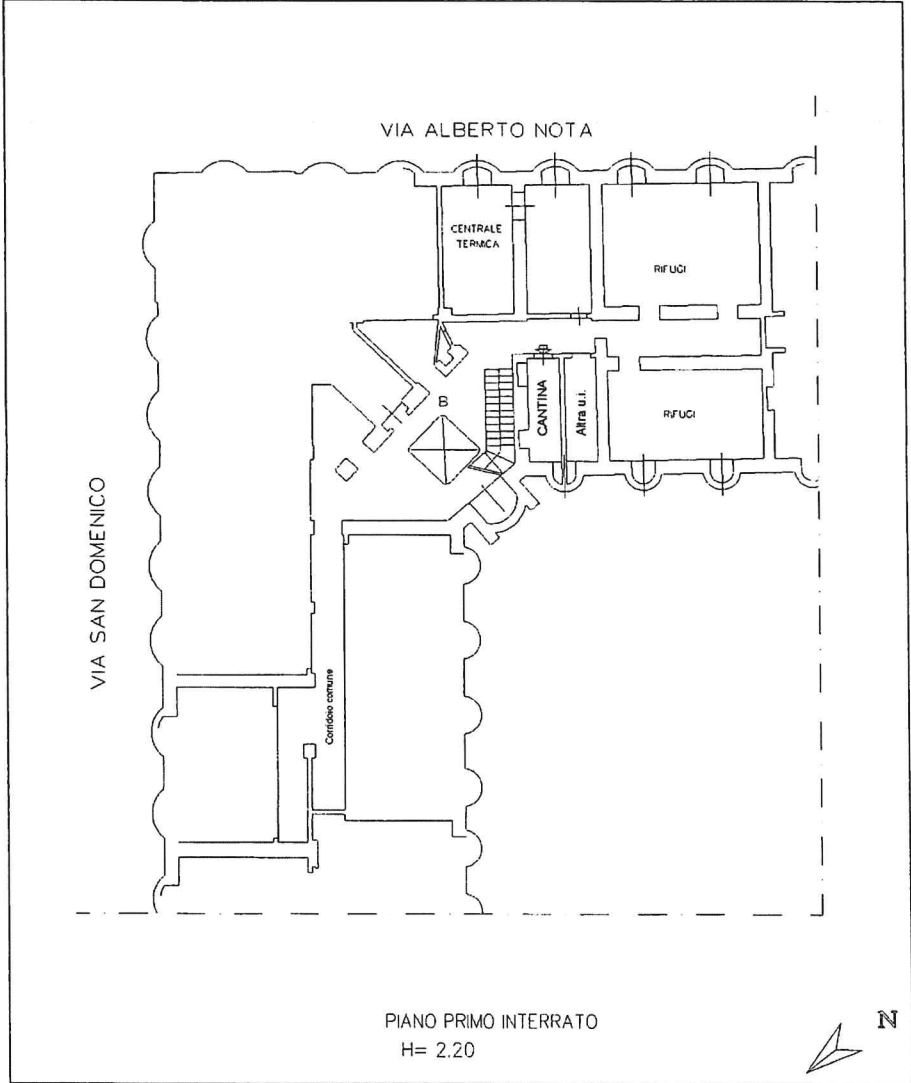 VIA ALBERTO NOTA
CENTRALE
TERMICA
RIFUGI
B
CANTINA
Altra u.i.
RIFUGI
VIA SAN DOMENICO
Corridoio comune
PIANO PRIMO INTERRATO
H= 2.20
N